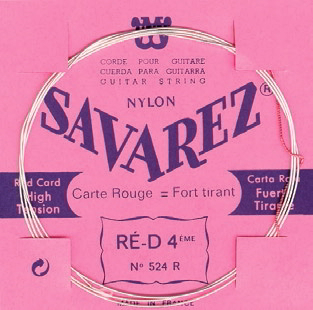 CORDE POUR GUITARE
CUERDA PARA GUITARRA
GUITAR STRING
NYLON
SAVAREZ®
Red Card
High
Tension
Carte Rouge = Fort tirant
Carta Roja
Fuerte
Tirasse
RÉ-D 4ÈME
Nº 524 R
MADE IN FRANCE